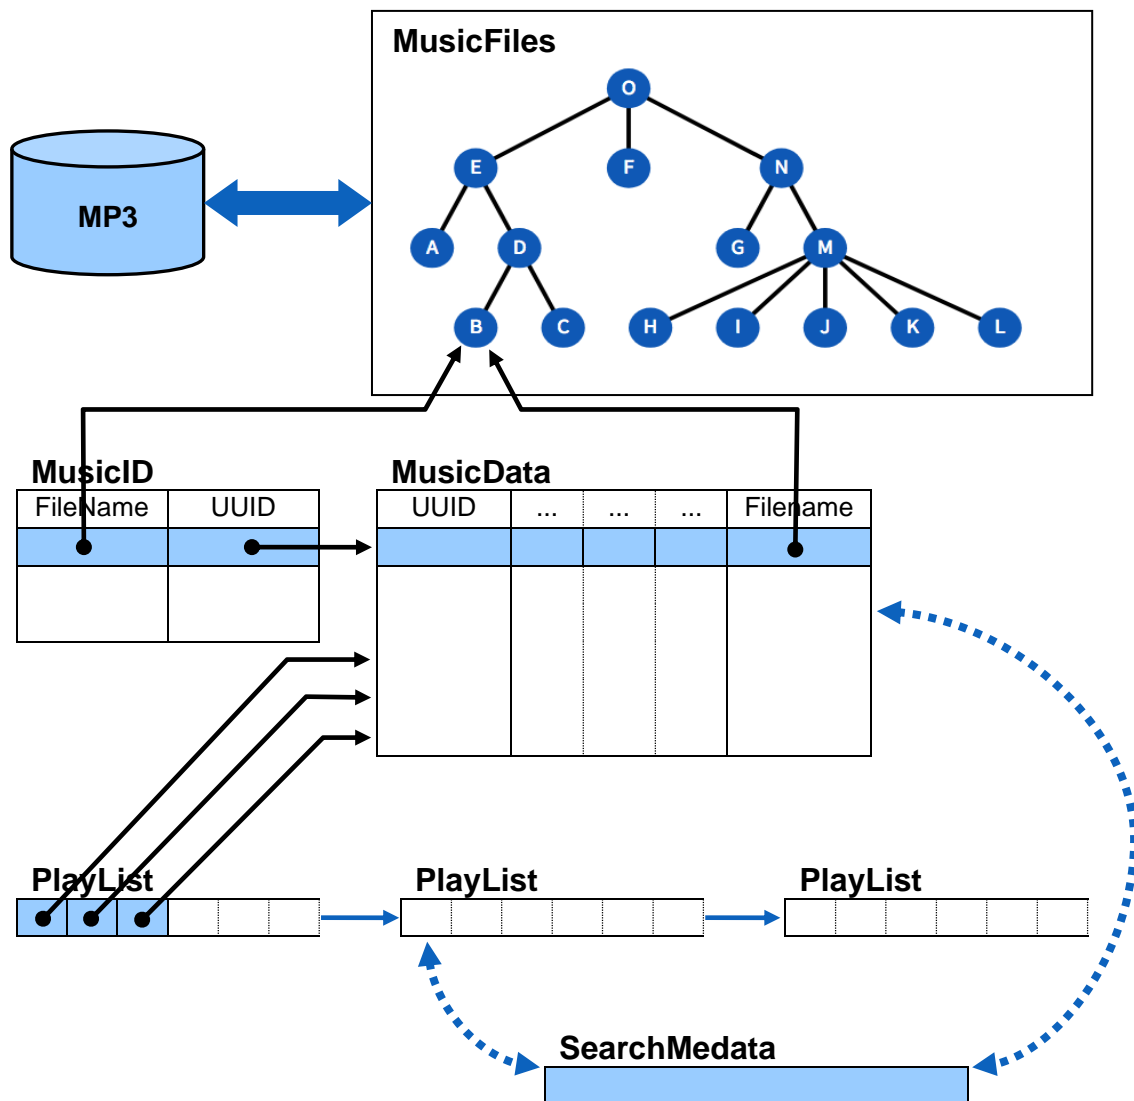 MusicFiles
O
E F N
MP3
A D G M
B C H I J K L
MusicID
MusicData
FileName UUID
UUID ... ... ... Filename
PlayList PlayList PlayList
SearchMedata